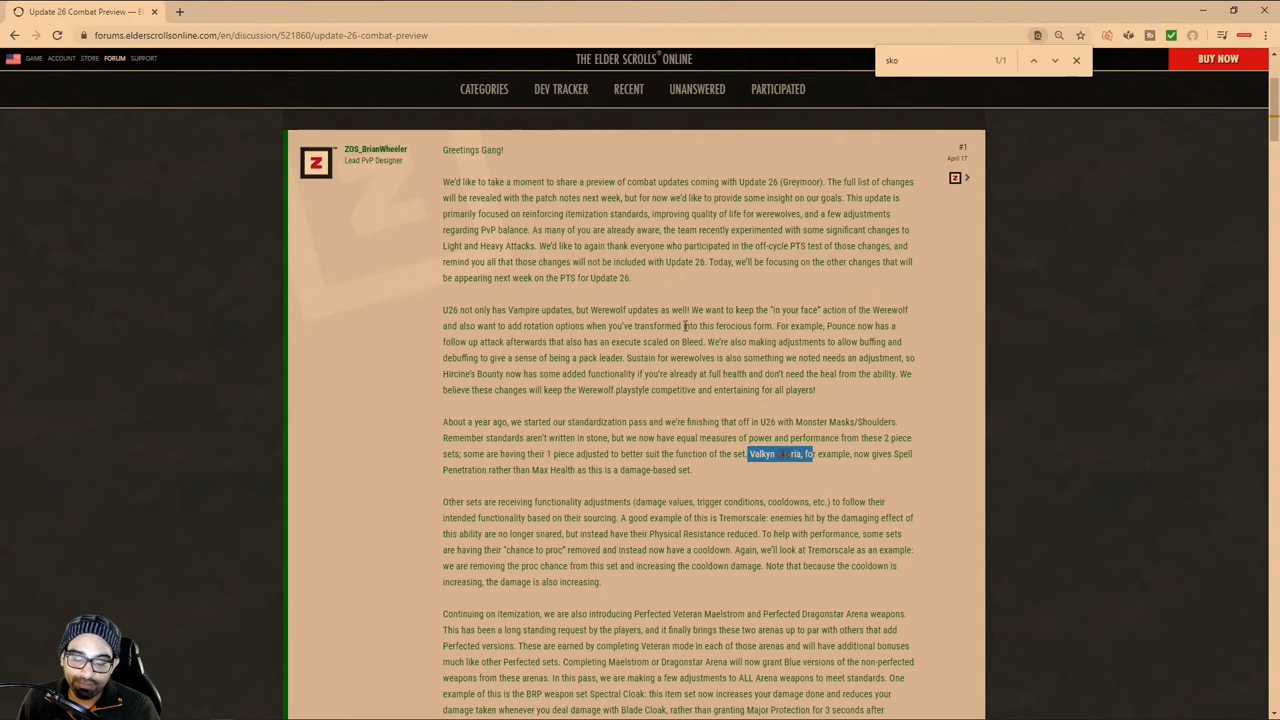 Update 26 Combat Preview — El
forums.elderscrollsonline.com/en/discussion/521860/update-26-combat-preview
sko 1/1
GAME ACCOUNT STORE FORUM SUPPORT
THE ELDER SCROLLS ONLINE
BUY NOW
CATEGORIES DEV TRACKER RECENT UNANSWERED PARTICIPATED
ZOS_BrianWheeler
Lead PvP Designer
#1
April 17
Greetings Gang!
We'd like to take a moment to share a preview of combat updates coming with Update 26 (Greymoor). The full list of changes
will be revealed with the patch notes next week, but for now we'd like to provide some insight on our goals. This update is
primarily focused on reinforcing itemization standards, improving quality of life for werewolves, and a few adjustments
regarding PvP balance. As many of you are already aware, the team recently experimented with some significant changes to
Light and Heavy Attacks. We'd like to again thank everyone who participated in the off-cycle PTS test of those changes, and
remind you all that those changes will not be included with Update 26. Today, we'll be focusing on the other changes that will
be appearing next week on the PTS for Update 26.
U26 not only has Vampire updates, but Werewolf updates as well! We want to keep the "in your face" action of the Werewolf
and also want to add rotation options when you've transformed into this ferocious form. For example, Pounce now has a
follow up attack afterwards that also has an execute scaled on Bleed. We're also making adjustments to allow buffing and
debuffing to give a sense of being a pack leader. Sustain for werewolves is also something we noted needs an adjustment, so
Hircine's Bounty now has some added functionality if you're already at full health and don't need the heal from the ability. We
believe these changes will keep the Werewolf playstyle competitive and entertaining for all players!
About a year ago, we started our standardization pass and we're finishing that off in U26 with Monster Masks/Shoulders.
Remember standards aren't written in stone, but we now have equal measures of power and performance from these 2 piece
sets; some are having their 1 piece adjusted to better suit the function of the set. Valkyn Skoria, for example, now gives Spell
Penetration rather than Max Health as this is a damage-based set.
Other sets are receiving functionality adjustments (damage values, trigger conditions, cooldowns, etc.) to follow their
intended functionality based on their sourcing. A good example of this is Tremorscale: enemies hit by the damaging effect of
this ability are no longer snared, but instead have their Physical Resistance reduced. To help with performance, some sets
are having their "chance to proc" removed and instead now have a cooldown. Again, we'll look at Tremorscale as an example:
we are removing the proc chance from this set and increasing the cooldown damage. Note that because the cooldown is
increasing, the damage is also increasing.
Continuing on itemization, we are also introducing Perfected Veteran Maelstrom and Perfected Dragonstar Arena weapons.
This has been a long standing request by the players, and it finally brings these two arenas up to par with others that add
Perfected versions. These are earned by completing Veteran mode in each of those arenas and will have additional bonuses
much like other Perfected sets. Completing Maelstrom or Dragonstar Arena will now grant Blue versions of the non-perfected
weapons from these arenas. In this pass, we are making a few adjustments to ALL Arena weapons to meet standards. One
example of this is the BRP weapon set Spectral Cloak: this item set now increases your damage done and reduces your
damage taken whenever you deal damage with Blade Cloak, rather than granting Major Protection for 3 seconds after